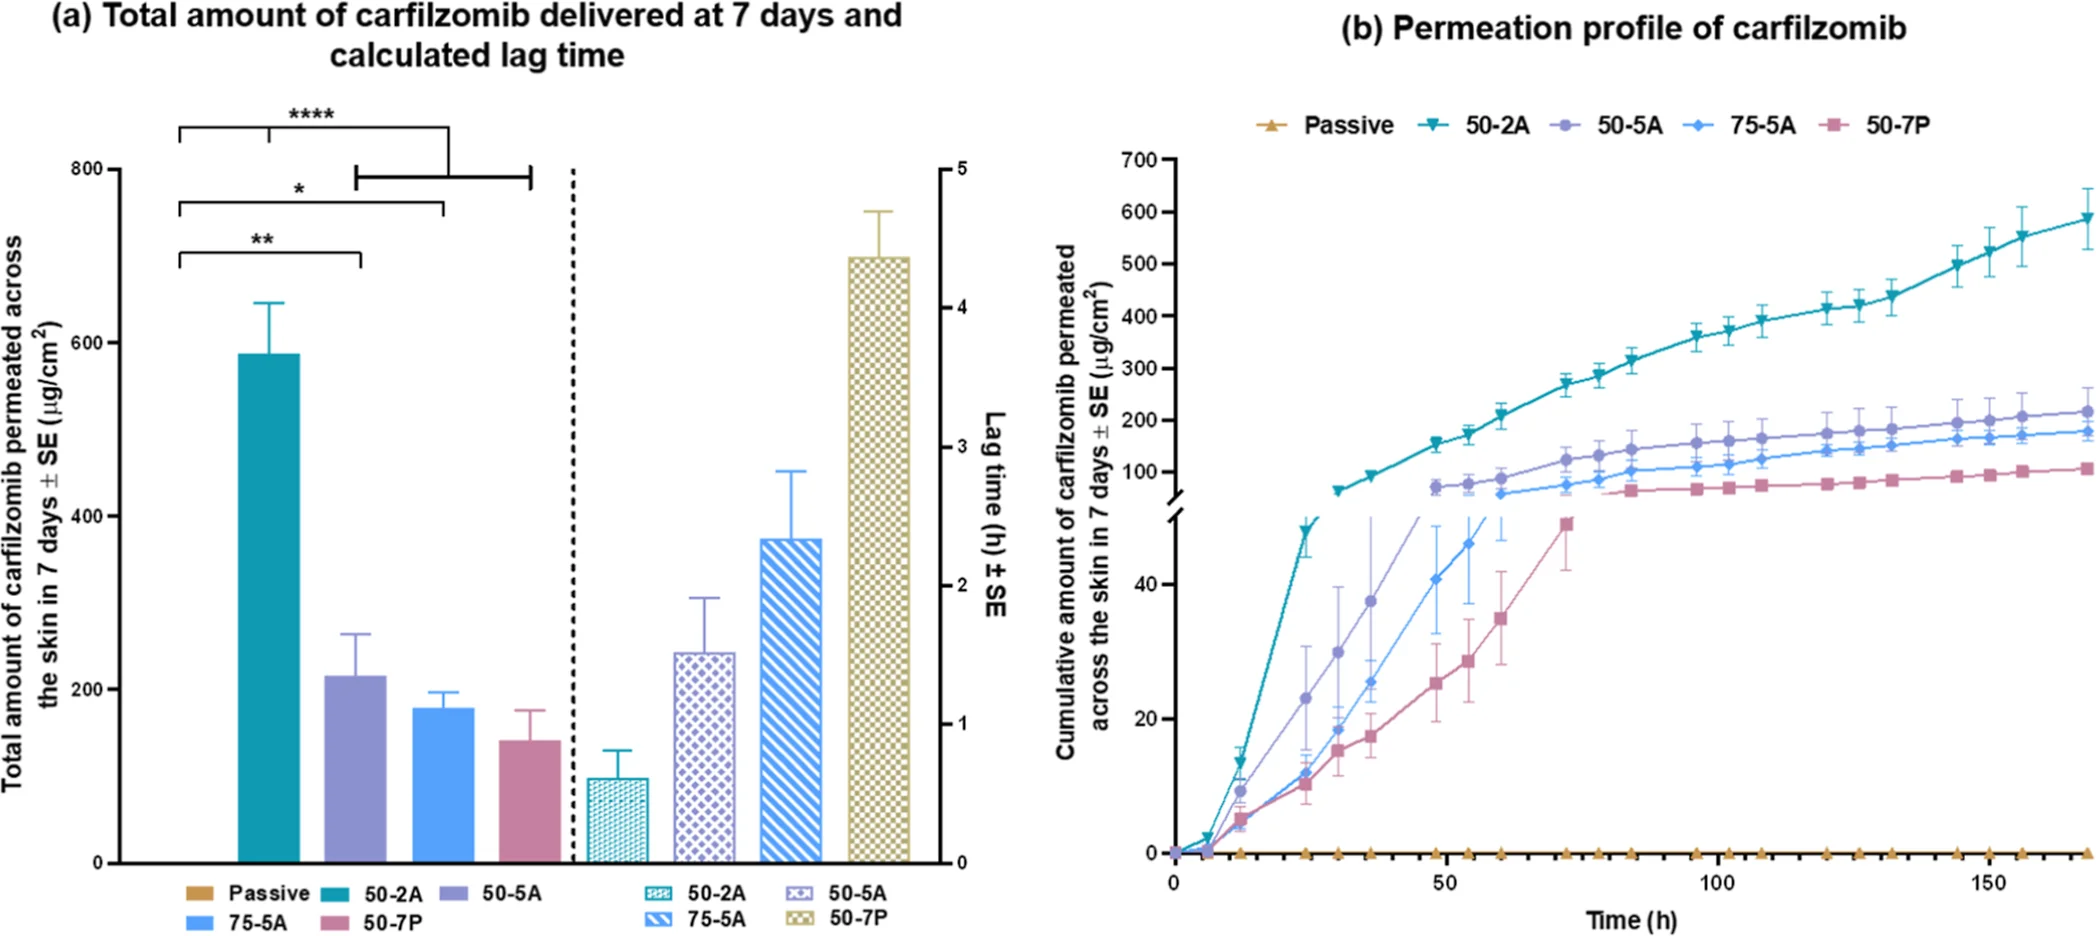 (a) Total amount of carfilzomib delivered at 7 days and
calculated lag time
****
*
**
Total amount of carfilzomib permeated across
the skin in 7 days ± SE (µg/cm²)
800
600
400
200
0
5
4
3
2
1
0
Lag time (h) ± SE
Passive 50-2A 50-5A
75-5A 50-7P
50-2A 50-5A
75-5A 50-7P
(b) Permeation profile of carfilzomib
Passive 50-2A 50-5A 75-5A 50-7P
Cumulative amount of carfilzomib permeated
across the skin in 7 days ± SE (µg/cm²)
700
600
500
400
300
200
100
40
20
0
0 50 100 150
Time (h)